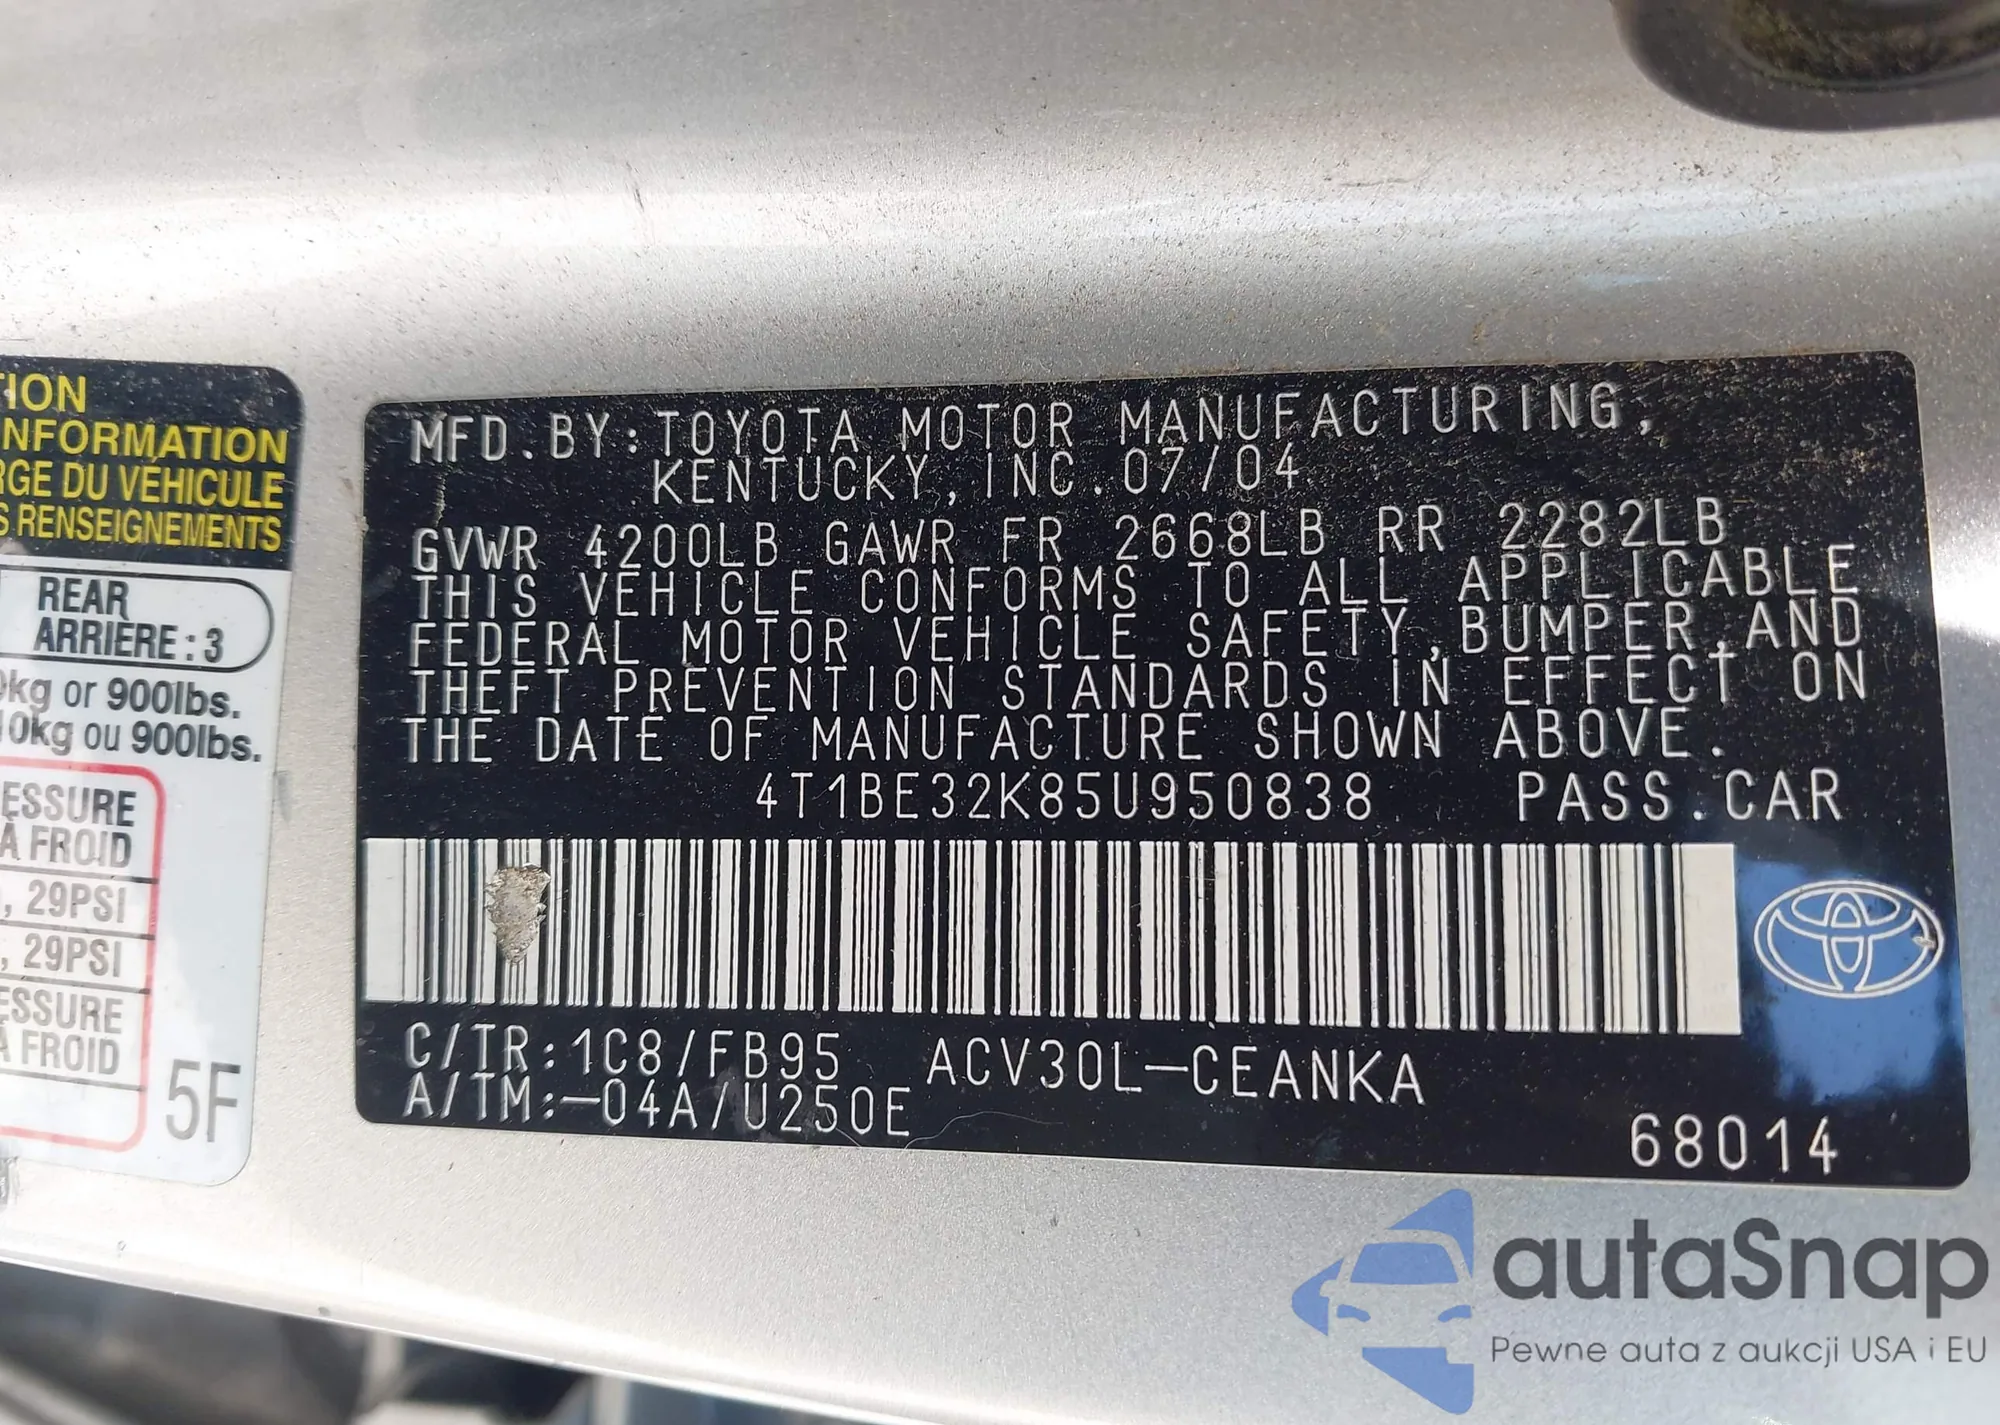 TION
INFORMATION
RGE DU VÉHICULE
S RENSEIGNEMENTS
REAR
ARRIÈRE : 3
0kg or 900lbs.
10kg ou 900lbs.
ESSURE
À FROID
, 29PSI
, 29PSI
ESSURE
À FROID
5F
MFD.BY:TOYOTA MOTOR MANUFACTURING,
KENTUCKY,INC.07/04
GVWR 4200LB GAWR FR 2668LB RR 2282LB
THIS VEHICLE CONFORMS TO ALL APPLICABLE
FEDERAL MOTOR VEHICLE SAFETY,BUMPER,AND
THEFT PREVENTION STANDARDS IN EFFECT ON
THE DATE OF MANUFACTURE SHOWN ABOVE.
4T1BE32K85U950838 PASS.CAR
C/TR:1C8/FB95 ACV30L-CEANKA
A/TM:-04A/U250E
68014
autaSnap
Pewne auta z aukcji USA i EU